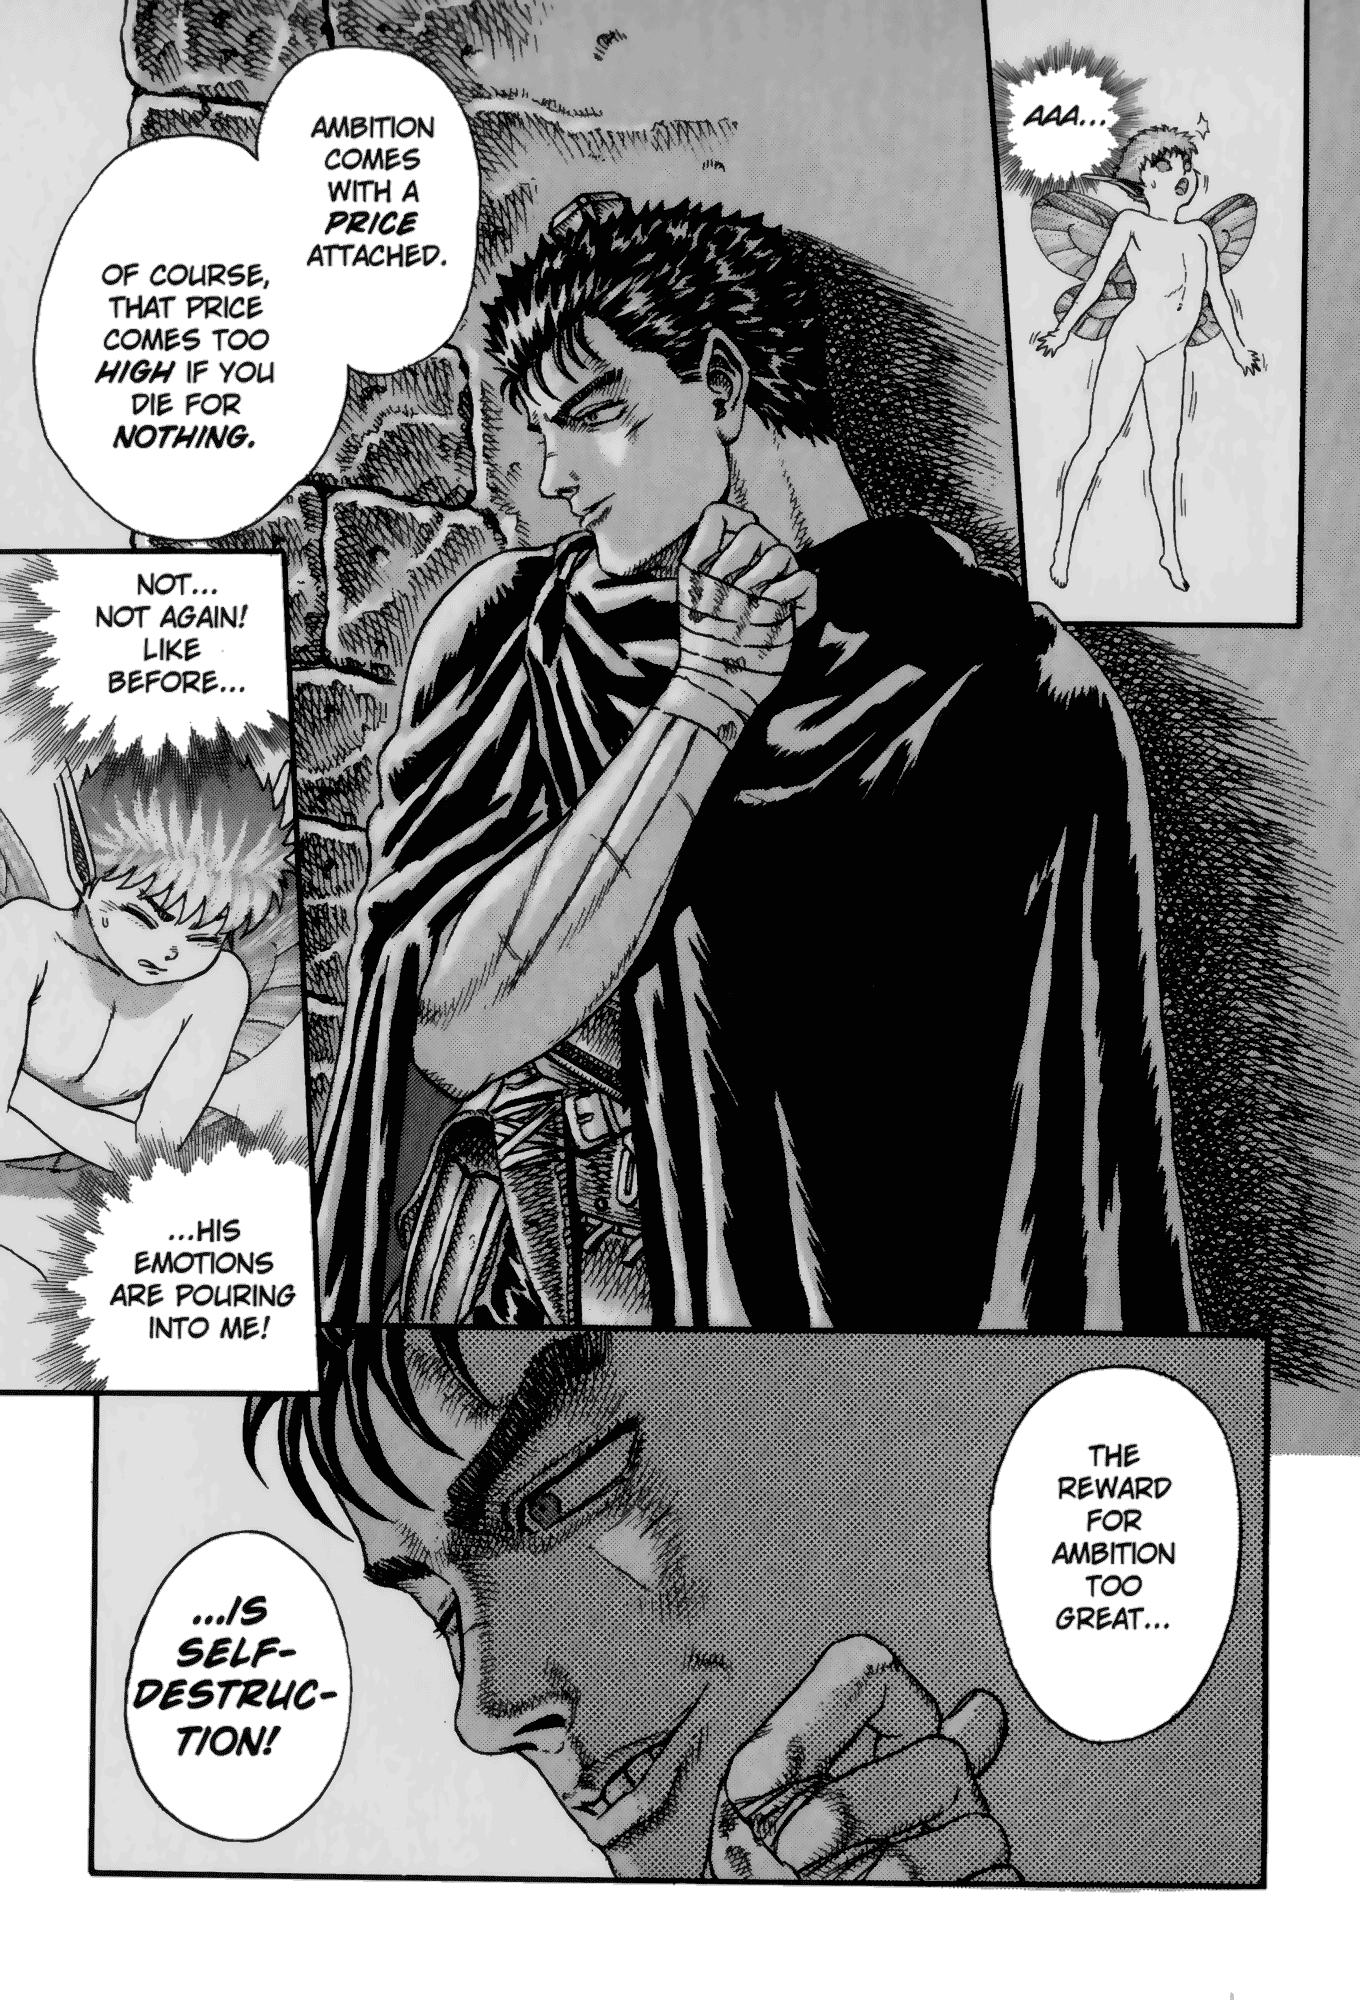 AAA...
AMBITION
COMES
WITH A
PRICE
ATTACHED.
OF COURSE,
THAT PRICE
COMES TOO
HIGH IF YOU
DIE FOR
NOTHING.
NOT...
NOT AGAIN!
LIKE
BEFORE...
...HIS
EMOTIONS
ARE POURING
INTO ME!
THE
REWARD
FOR
AMBITION
TOO
GREAT...
...IS
SELF-
DESTRUC-
TION!